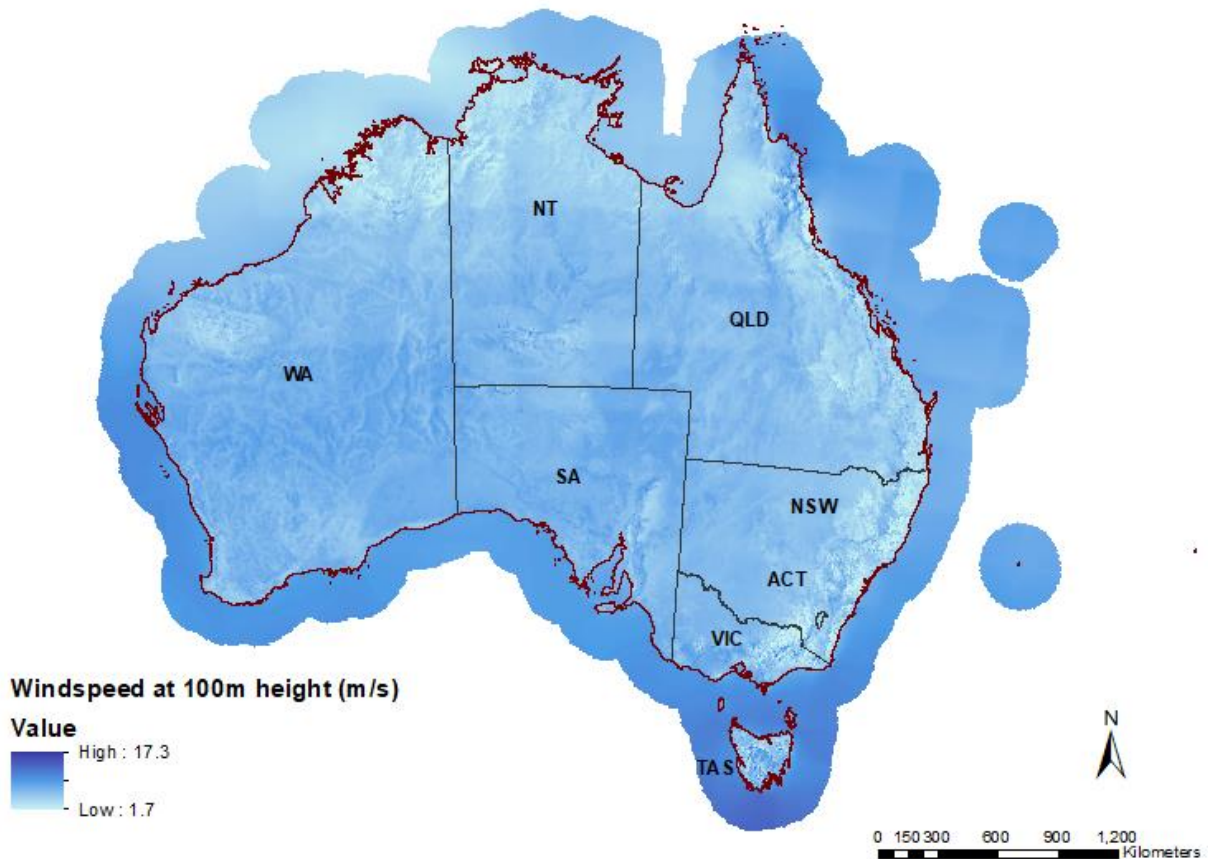 NT
QLD
WA
SA
NSW
ACT
VIC
TAS
Windspeed at 100m height (m/s)
Value
High : 17.3
Low : 1.7
N
0 150 300 600 900 1,200
Kilometers